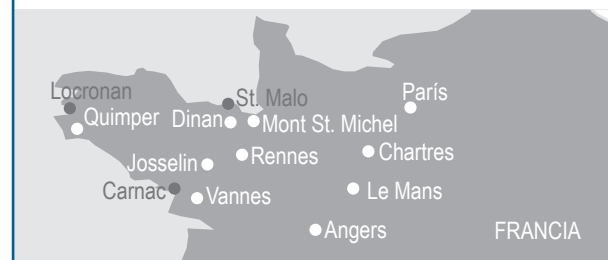 Locronan
París
St. Malo
Quimper
Dinan
Mont St. Michel
Rennes
Chartres
Josselin
Carnac
Vannes
Le Mans
Angers
FRANCIA